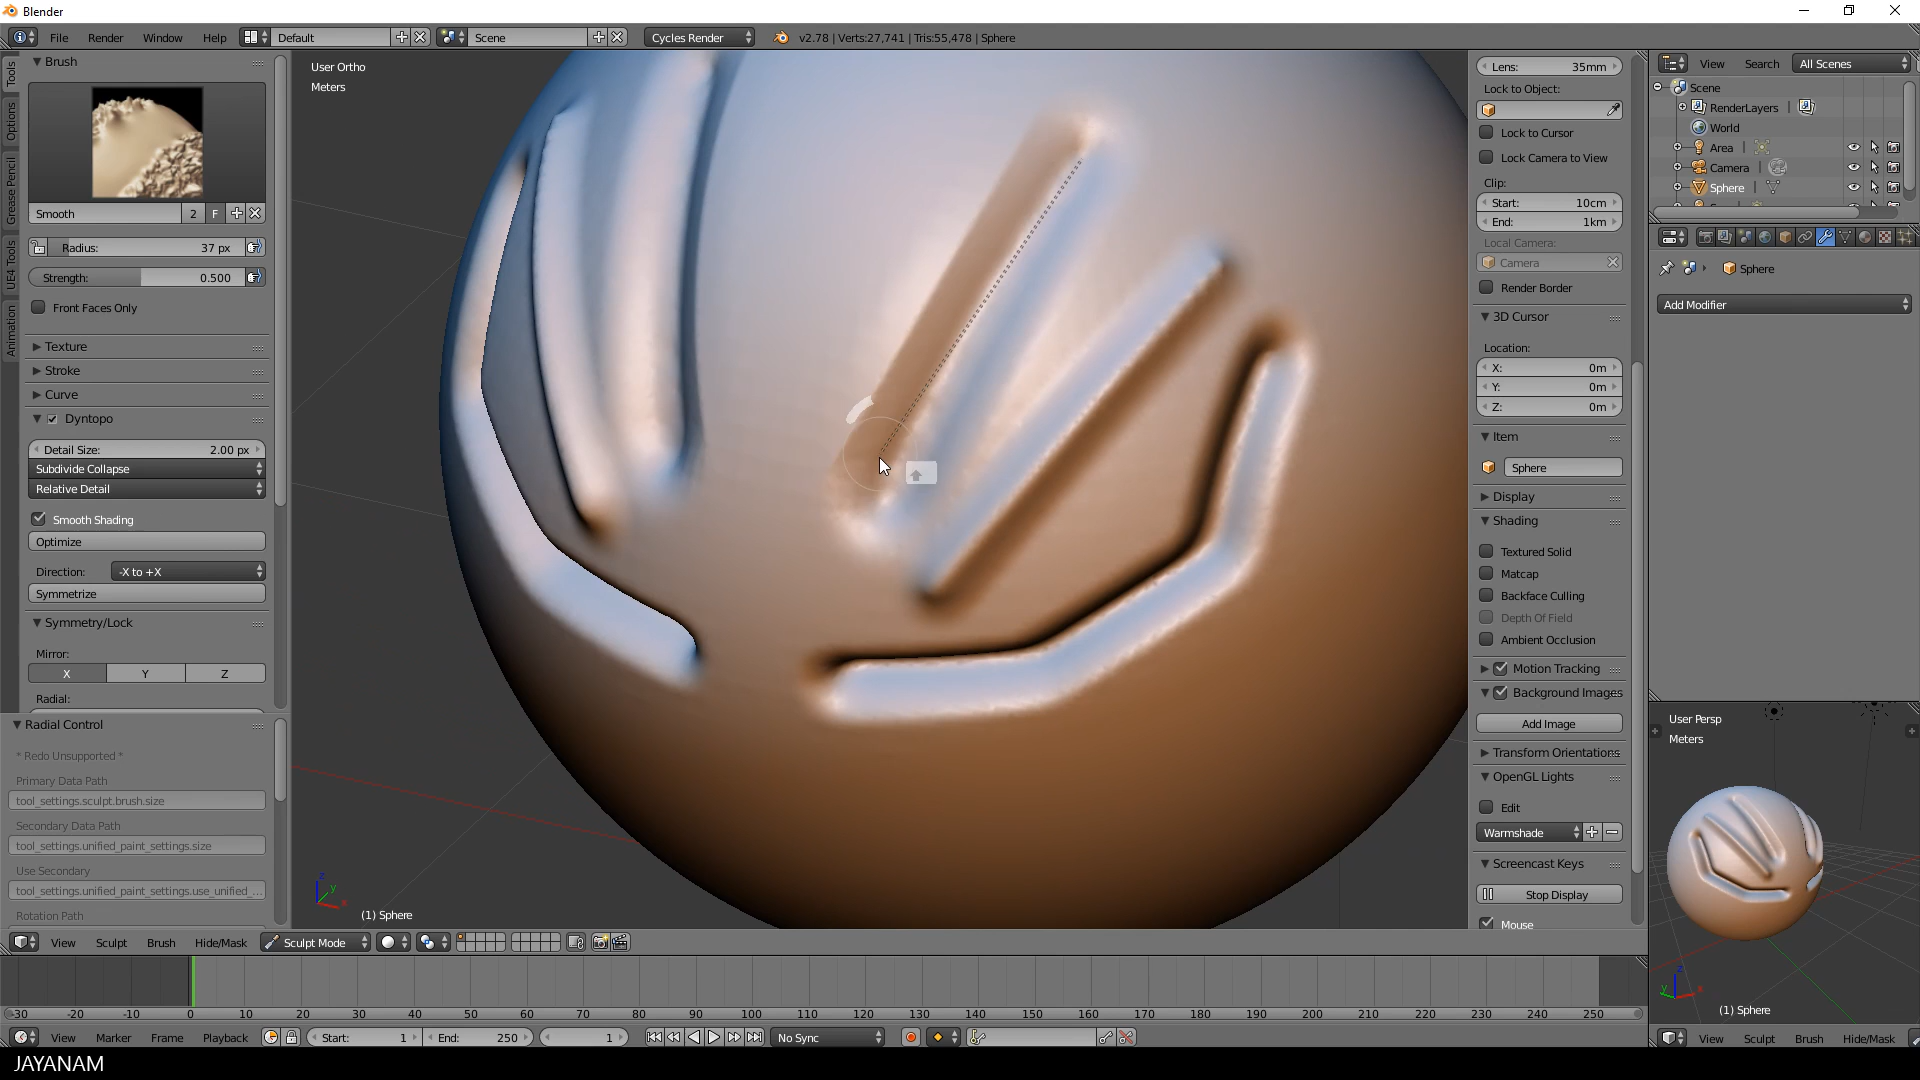 Blender
File Render Window Help Default Scene Cycles Render v2.78 | Verts:27,741 | Tris:55,478 | Sphere
Tools
Options
Grease Pencil
UE4 Tools
Animation
Brush
Smooth 2 F
Radius: 37 px
Strength: 0.500
Front Faces Only
Texture
Stroke
Curve
Dyntopo
Detail Size: 2.00 px
Subdivide Collapse
Relative Detail
Smooth Shading
Optimize
Direction: -X to +X
Symmetrize
Symmetry/Lock
Mirror:
X Y Z
Radial:
Radial Control
* Redo Unsupported *
Primary Data Path
tool_settings.sculpt.brush.size
Secondary Data Path
tool_settings.unified_paint_settings.size
Use Secondary
tool_settings.unified_paint_settings.use_unified_...
Rotation Path
User Ortho
Meters
z
y
x
(1) Sphere
View Sculpt Brush Hide/Mask Sculpt Mode
Lens: 35mm
Lock to Object:
Lock to Cursor
Lock Camera to View
Clip:
Start: 10cm
End: 1km
Local Camera:
Camera
Render Border
3D Cursor
Location:
X: 0m
Y: 0m
Z: 0m
Item
Sphere
Display
Shading
Textured Solid
Matcap
Backface Culling
Depth Of Field
Ambient Occlusion
Motion Tracking
Background Images
Add Image
Transform Orientations
OpenGL Lights
Edit
Warmshade
Screencast Keys
Stop Display
Mouse
View Search All Scenes
Scene
RenderLayers
World
Area
Camera
Sphere
Sphere
Add Modifier
User Persp
Meters
z
y
x
(1) Sphere
View Sculpt Brush Hide/Mask
-30 -20 -10 0 10 20 30 40 50 60 70 80 90 100 110 120 130 140 150 160 170 180 190 200 210 220 230 240 250
View Marker Frame Playback Start: 1 End: 250 1 No Sync
JAYANAM